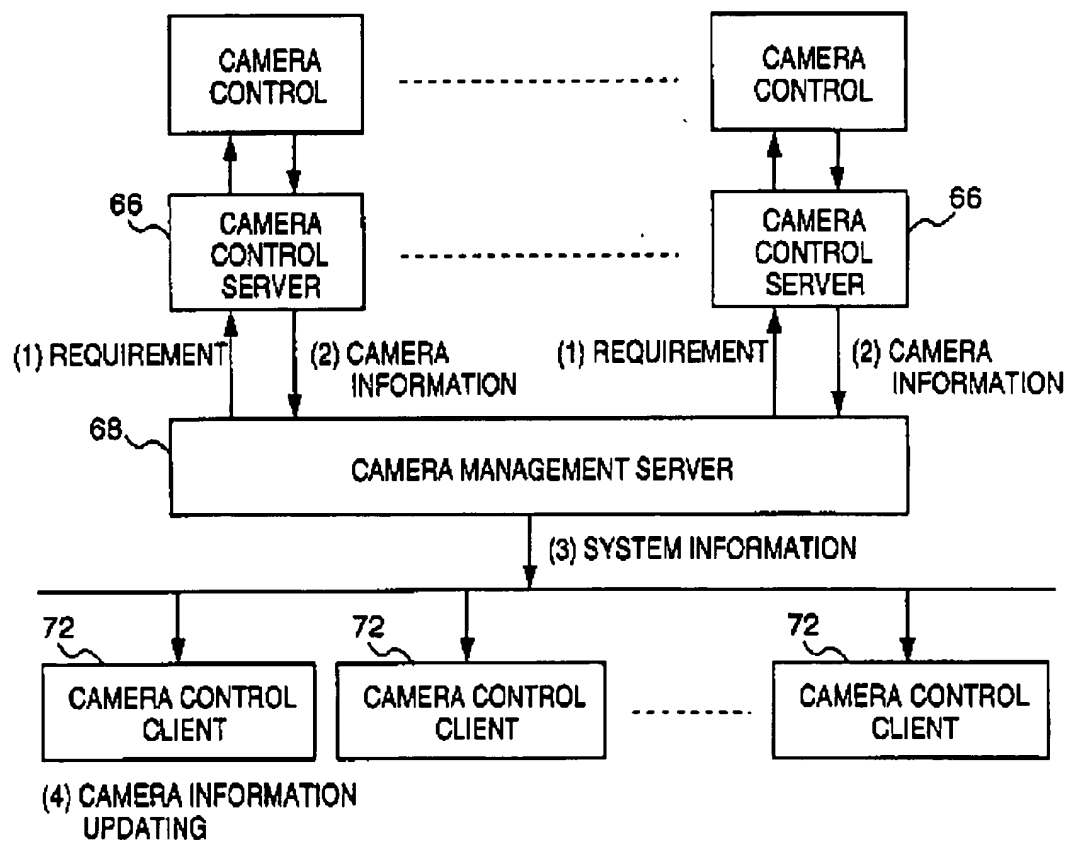 CAMERA
CONTROL
CAMERA
CONTROL
66
CAMERA
CONTROL
SERVER
66
CAMERA
CONTROL
SERVER
(1) REQUIREMENT
(2) CAMERA
INFORMATION
(1) REQUIREMENT
(2) CAMERA
INFORMATION
68
CAMERA MANAGEMENT SERVER
(3) SYSTEM INFORMATION
72
CAMERA CONTROL
CLIENT
72
CAMERA CONTROL
CLIENT
72
CAMERA CONTROL
CLIENT
(4) CAMERA INFORMATION
UPDATING